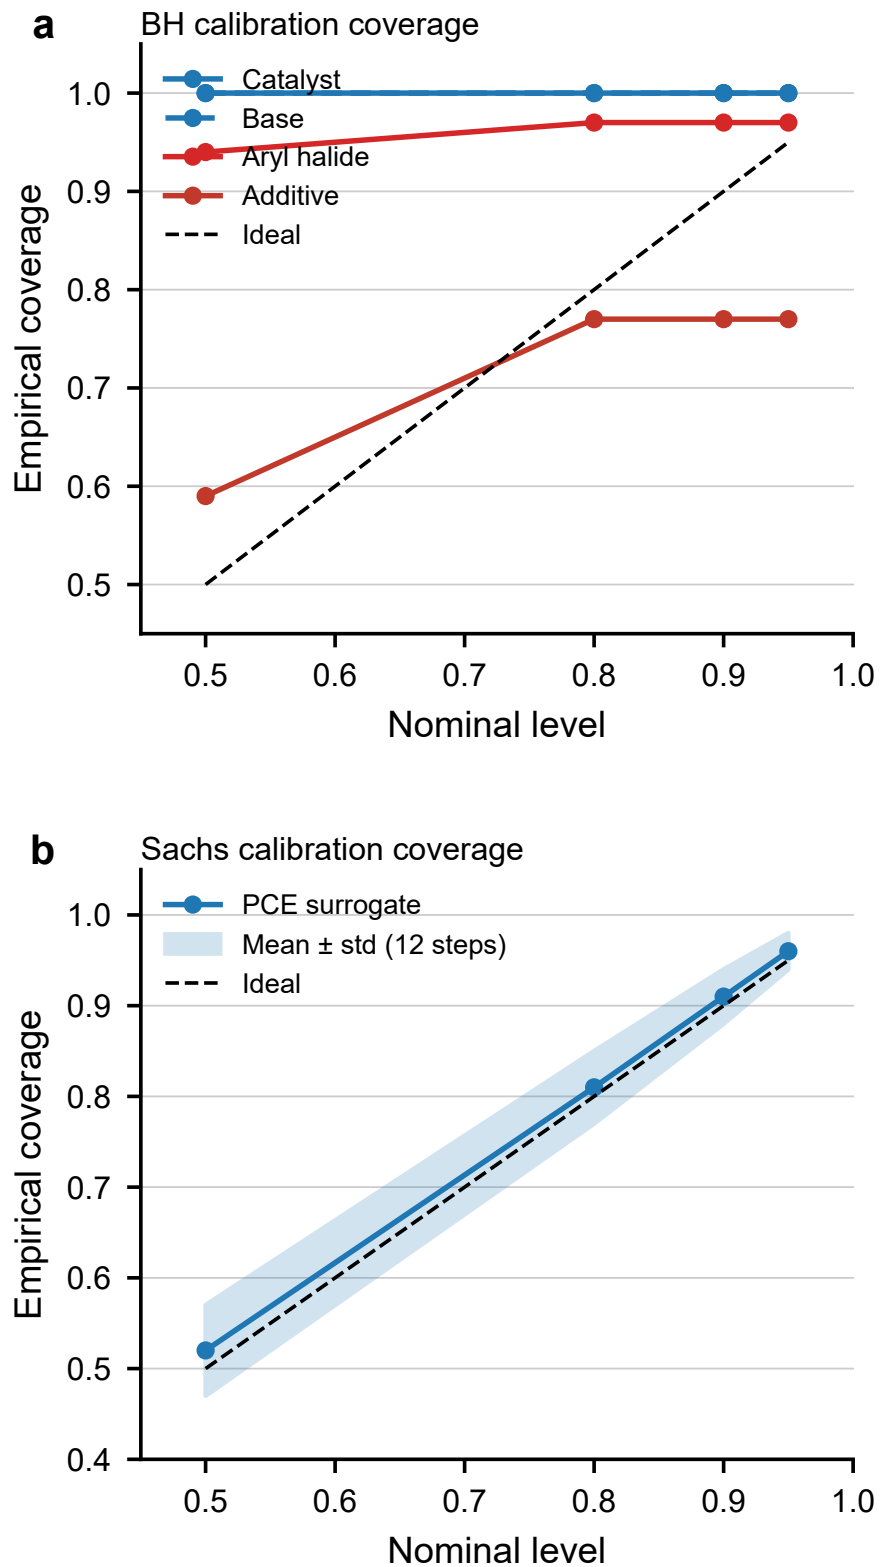 a
BH calibration coverage
Catalyst
Base
Aryl halide
Additive
Ideal
1.0
0.9
0.8
0.7
0.6
0.5
Empirical coverage
0.5 0.6 0.7 0.8 0.9 1.0
Nominal level
b
Sachs calibration coverage
PCE surrogate
Mean ± std (12 steps)
Ideal
1.0
0.9
0.8
0.7
0.6
0.5
0.4
Empirical coverage
0.5 0.6 0.7 0.8 0.9 1.0
Nominal level